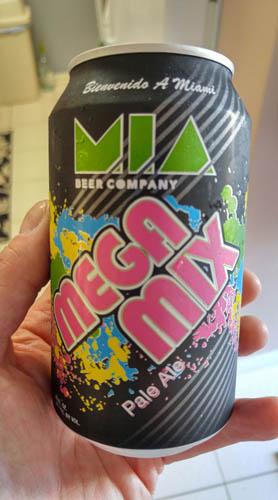 Bienvenido A Miami
MIA
BEER COMPANY
MEGA
MIX
Pale Ale